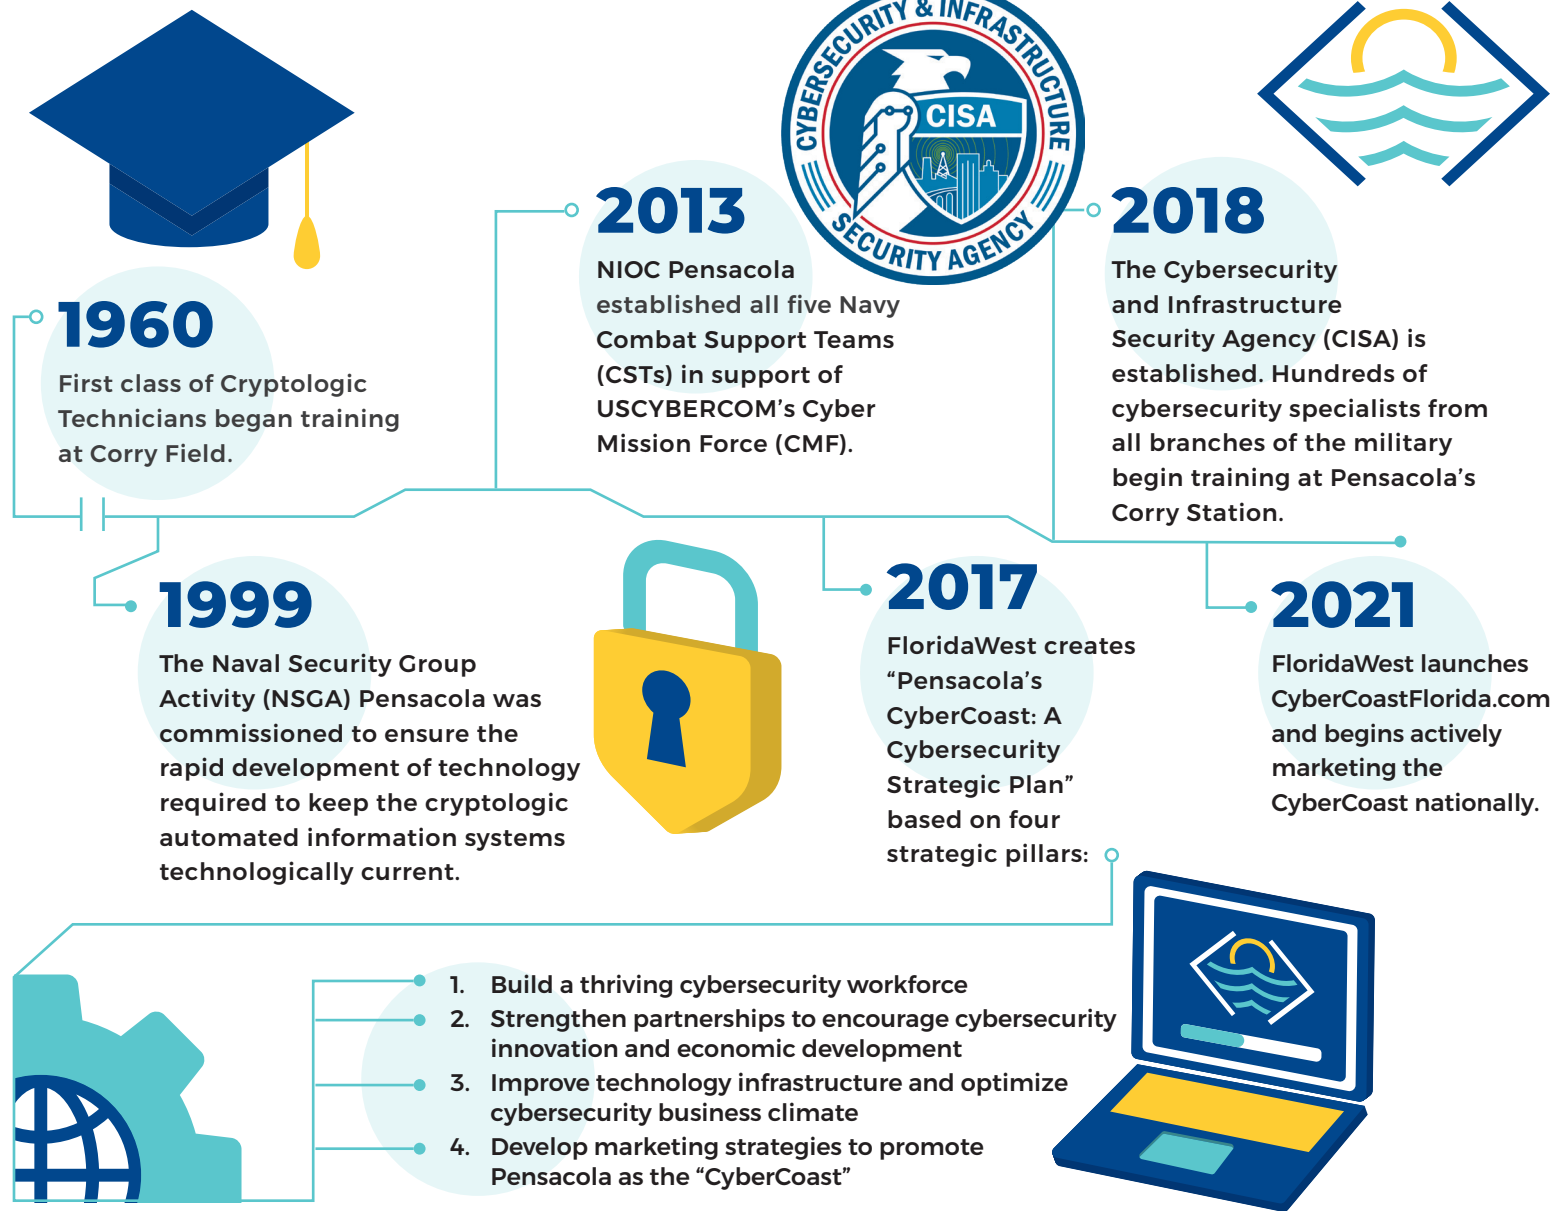 CYBERSECURITY & INFRASTRUCTURE
SECURITY AGENCY
CISA
1960
First class of Cryptologic
Technicians began training
at Corry Field.
2013
NIOC Pensacola
established all five Navy
Combat Support Teams
(CSTs) in support of
USCYBERCOM’s Cyber
Mission Force (CMF).
2018
The Cybersecurity
and Infrastructure
Security Agency (CISA) is
established. Hundreds of
cybersecurity specialists from
all branches of the military
begin training at Pensacola’s
Corry Station.
1999
The Naval Security Group
Activity (NSGA) Pensacola was
commissioned to ensure the
rapid development of technology
required to keep the cryptologic
automated information systems
technologically current.
2017
FloridaWest creates
“Pensacola’s
CyberCoast: A
Cybersecurity
Strategic Plan”
based on four
strategic pillars:
2021
FloridaWest launches
CyberCoastFlorida.com
and begins actively
marketing the
CyberCoast nationally.
1. Build a thriving cybersecurity workforce
2. Strengthen partnerships to encourage cybersecurity
innovation and economic development
3. Improve technology infrastructure and optimize
cybersecurity business climate
4. Develop marketing strategies to promote
Pensacola as the “CyberCoast”